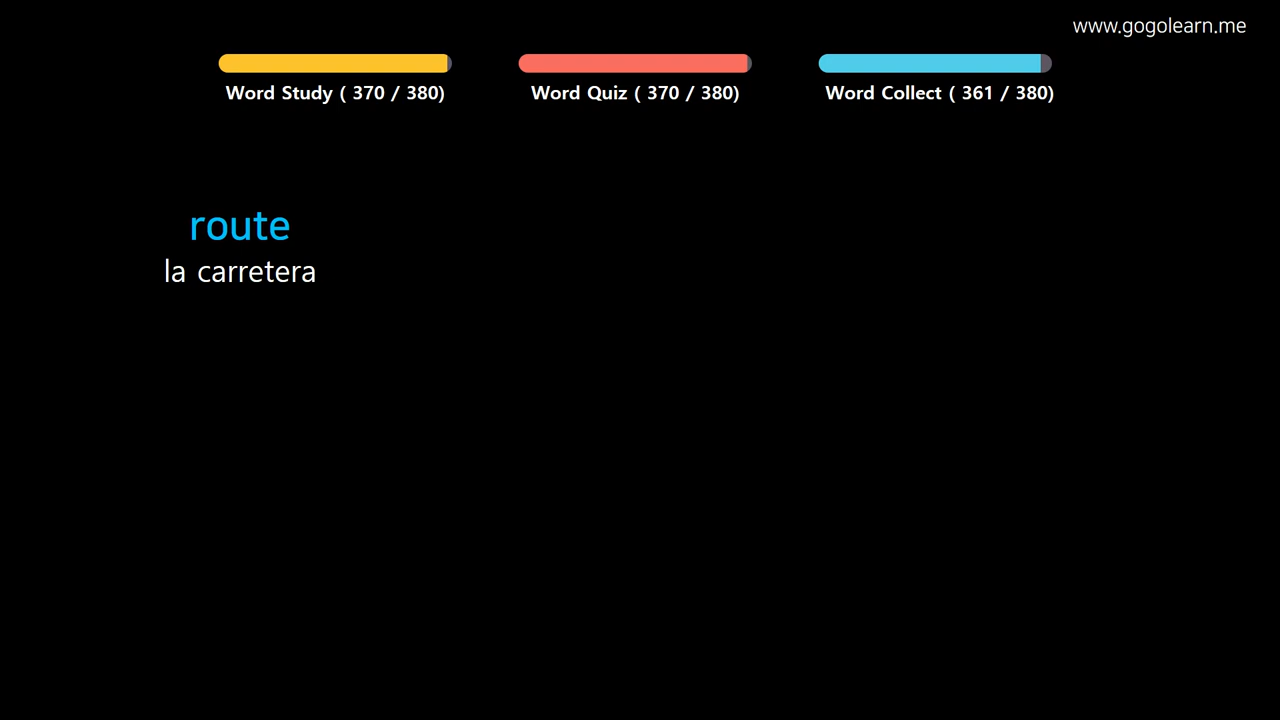 www.gogolearn.me
Word Study ( 370 / 380)
Word Quiz ( 370 / 380)
Word Collect ( 361 / 380)
route
la carretera